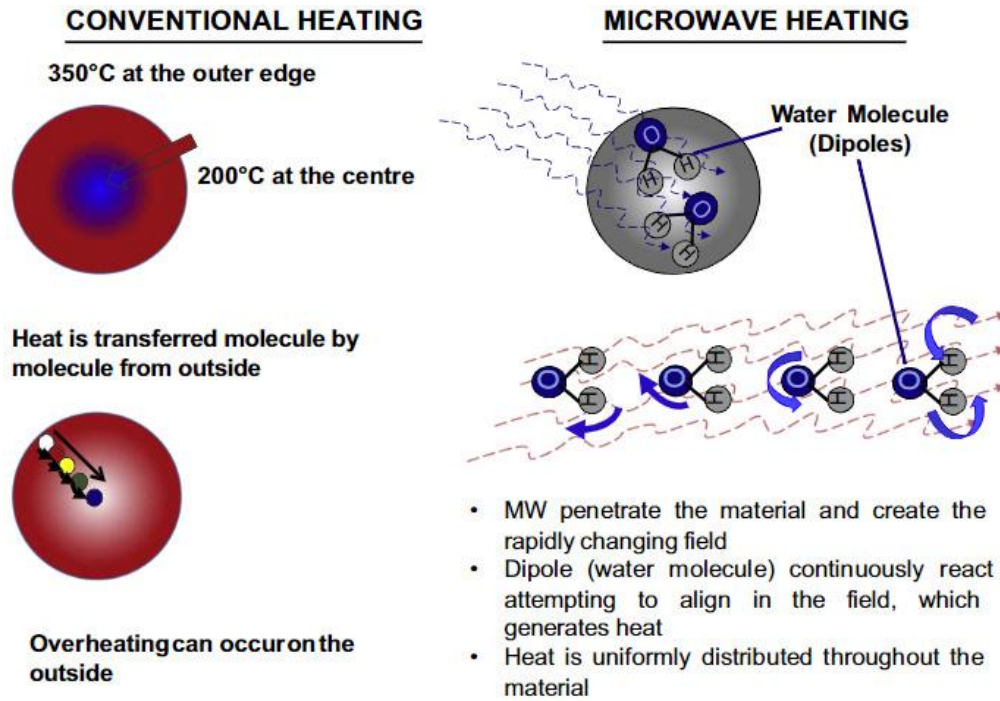 CONVENTIONAL HEATING
350°C at the outer edge
200°C at the centre
Heat is transferred molecule by
molecule from outside
Overheating can occur on the
outside
MICROWAVE HEATING
Water Molecule
(Dipoles)
O
H
H
O
H
H
O
H
H
O
H
H
O
H
H
O
H
H
• MW penetrate the material and create the
rapidly changing field
• Dipole (water molecule) continuously react
attempting to align in the field, which
generates heat
• Heat is uniformly distributed throughout the
material